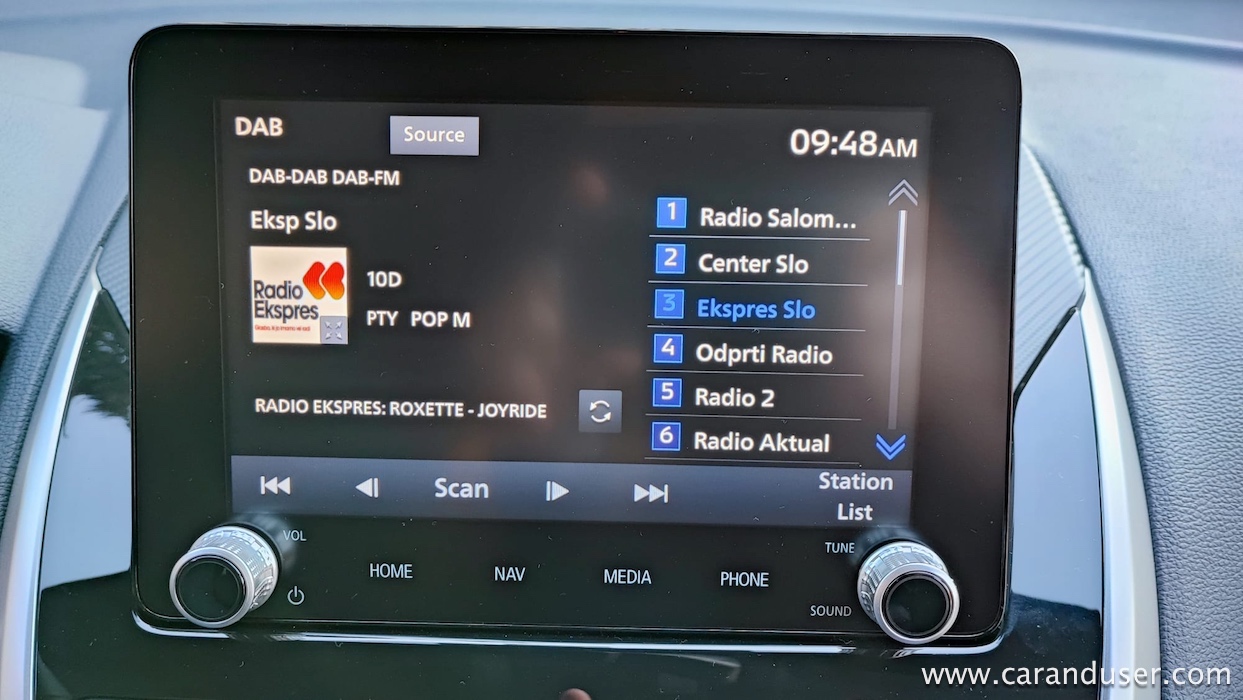 DAB
Source
09:48AM
DAB-DAB DAB-FM
Eksp Slo
Radio
Ekspres
10D
PTY POP M
RADIO EKSPRES: ROXETTE - JOYRIDE
1 Radio Salom...
2 Center Slo
3 Ekspres Slo
4 Odprti Radio
5 Radio 2
6 Radio Aktual
Scan
Station
List
VOL
HOME
NAV
MEDIA
PHONE
TUNE
SOUND
www.caranduser.com